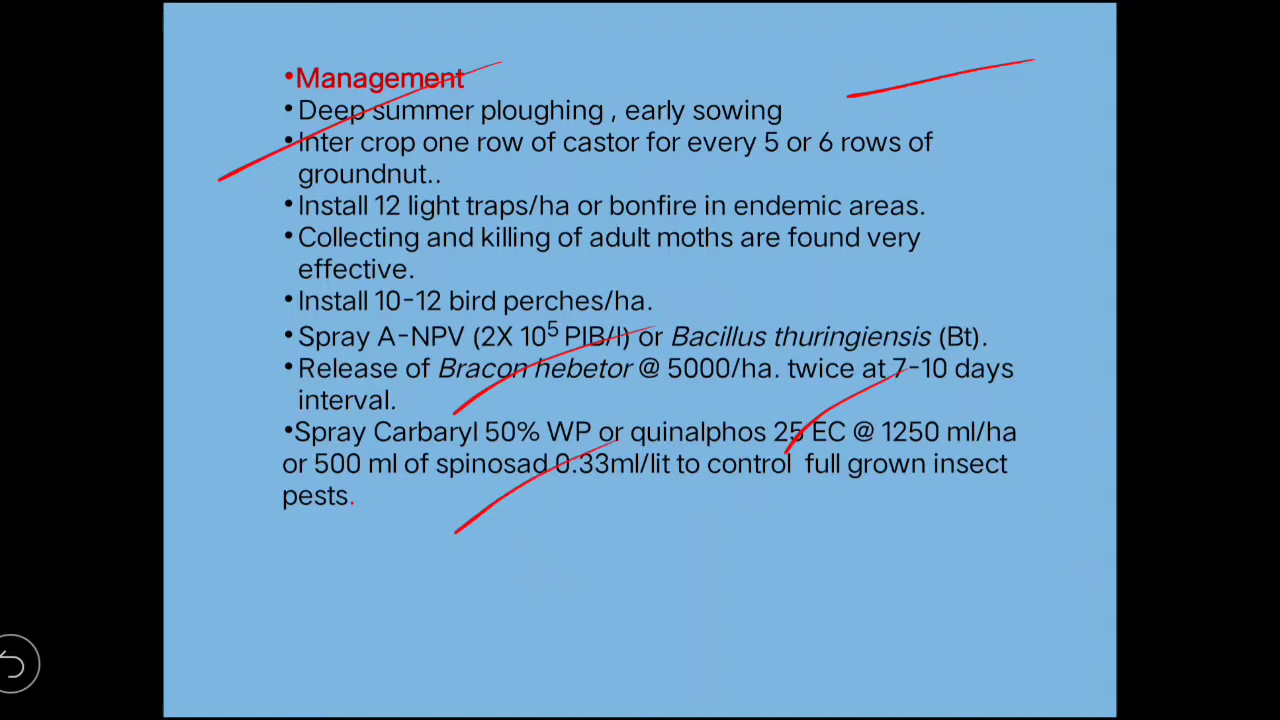 •Management
•Deep summer ploughing , early sowing
•Inter crop one row of castor for every 5 or 6 rows of
groundnut..
•Install 12 light traps/ha or bonfire in endemic areas.
•Collecting and killing of adult moths are found very
effective.
•Install 10-12 bird perches/ha.
•Spray A-NPV (2X 10⁵ PIB/l) or Bacillus thuringiensis (Bt).
•Release of Bracon hebetor @ 5000/ha. twice at 7-10 days
interval.
•Spray Carbaryl 50% WP or quinalphos 25 EC @ 1250 ml/ha
or 500 ml of spinosad 0.33ml/lit to control full grown insect
pests.